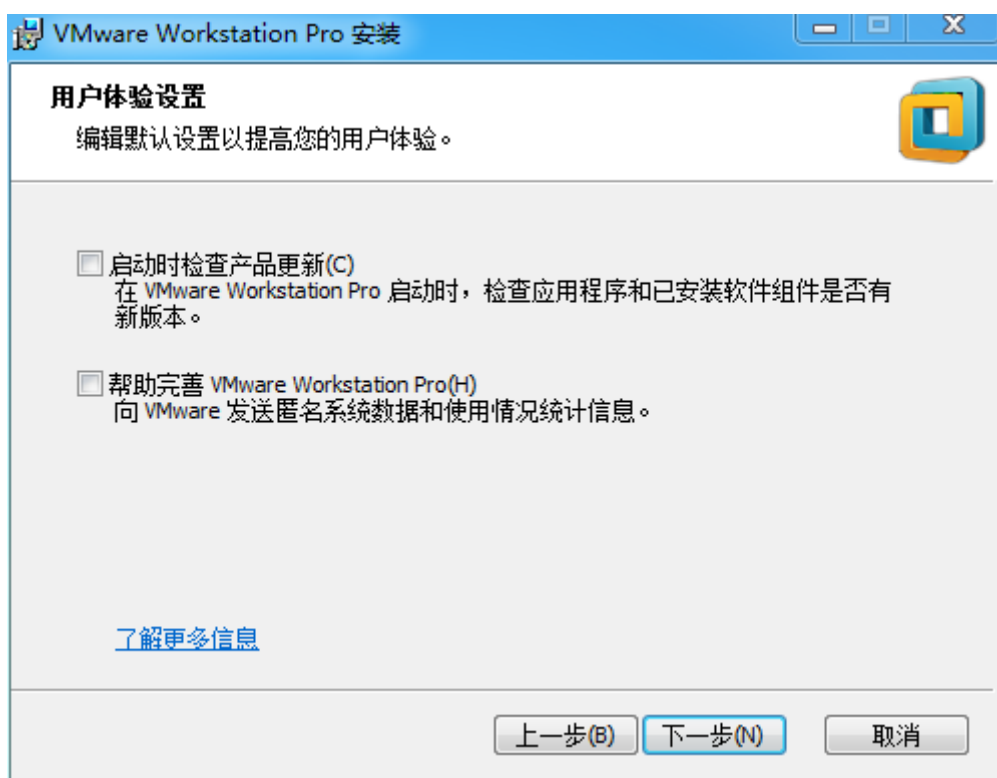 VMware Workstation Pro 安装
用户体验设置
编辑默认设置以提高您的用户体验。
启动时检查产品更新(C)
在 VMware Workstation Pro 启动时，检查应用程序和已安装软件组件是否有
新版本。
帮助完善 VMware Workstation Pro(H)
向 VMware 发送匿名系统数据和使用情况统计信息。
了解更多信息
上一步(B) 下一步(N) 取消